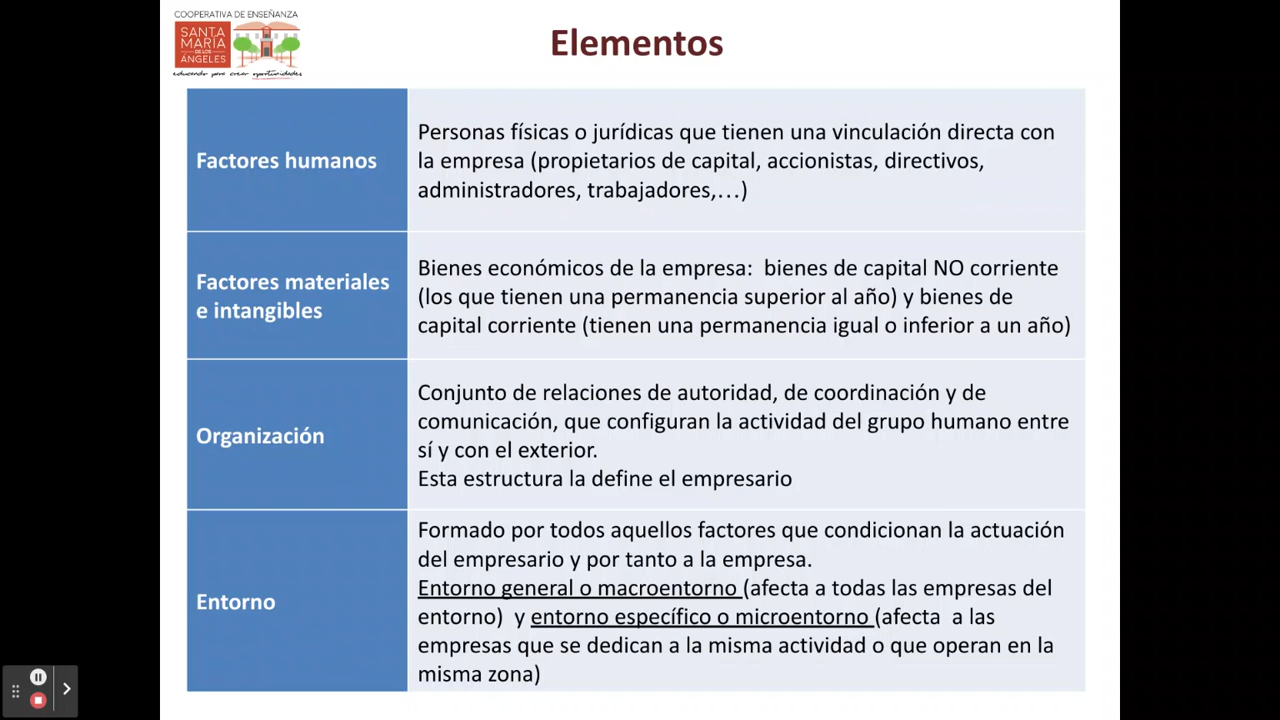 COOPERATIVA DE ENSEÑANZA
SANTA
MARÍA
DE LOS
ÁNGELES
educando para crear oportunidades
Elementos
Factores humanos
Personas físicas o jurídicas que tienen una vinculación directa con
la empresa (propietarios de capital, accionistas, directivos,
administradores, trabajadores,…)
Factores materiales
e intangibles
Bienes económicos de la empresa:  bienes de capital NO corriente
(los que tienen una permanencia superior al año) y bienes de
capital corriente (tienen una permanencia igual o inferior a un año)
Organización
Conjunto de relaciones de autoridad, de coordinación y de
comunicación, que configuran la actividad del grupo humano entre
sí y con el exterior.
Esta estructura la define el empresario
Entorno
Formado por todos aquellos factores que condicionan la actuación
del empresario y por tanto a la empresa.
Entorno general o macroentorno (afecta a todas las empresas del
entorno)  y entorno específico o microentorno (afecta  a las
empresas que se dedican a la misma actividad o que operan en la
misma zona)